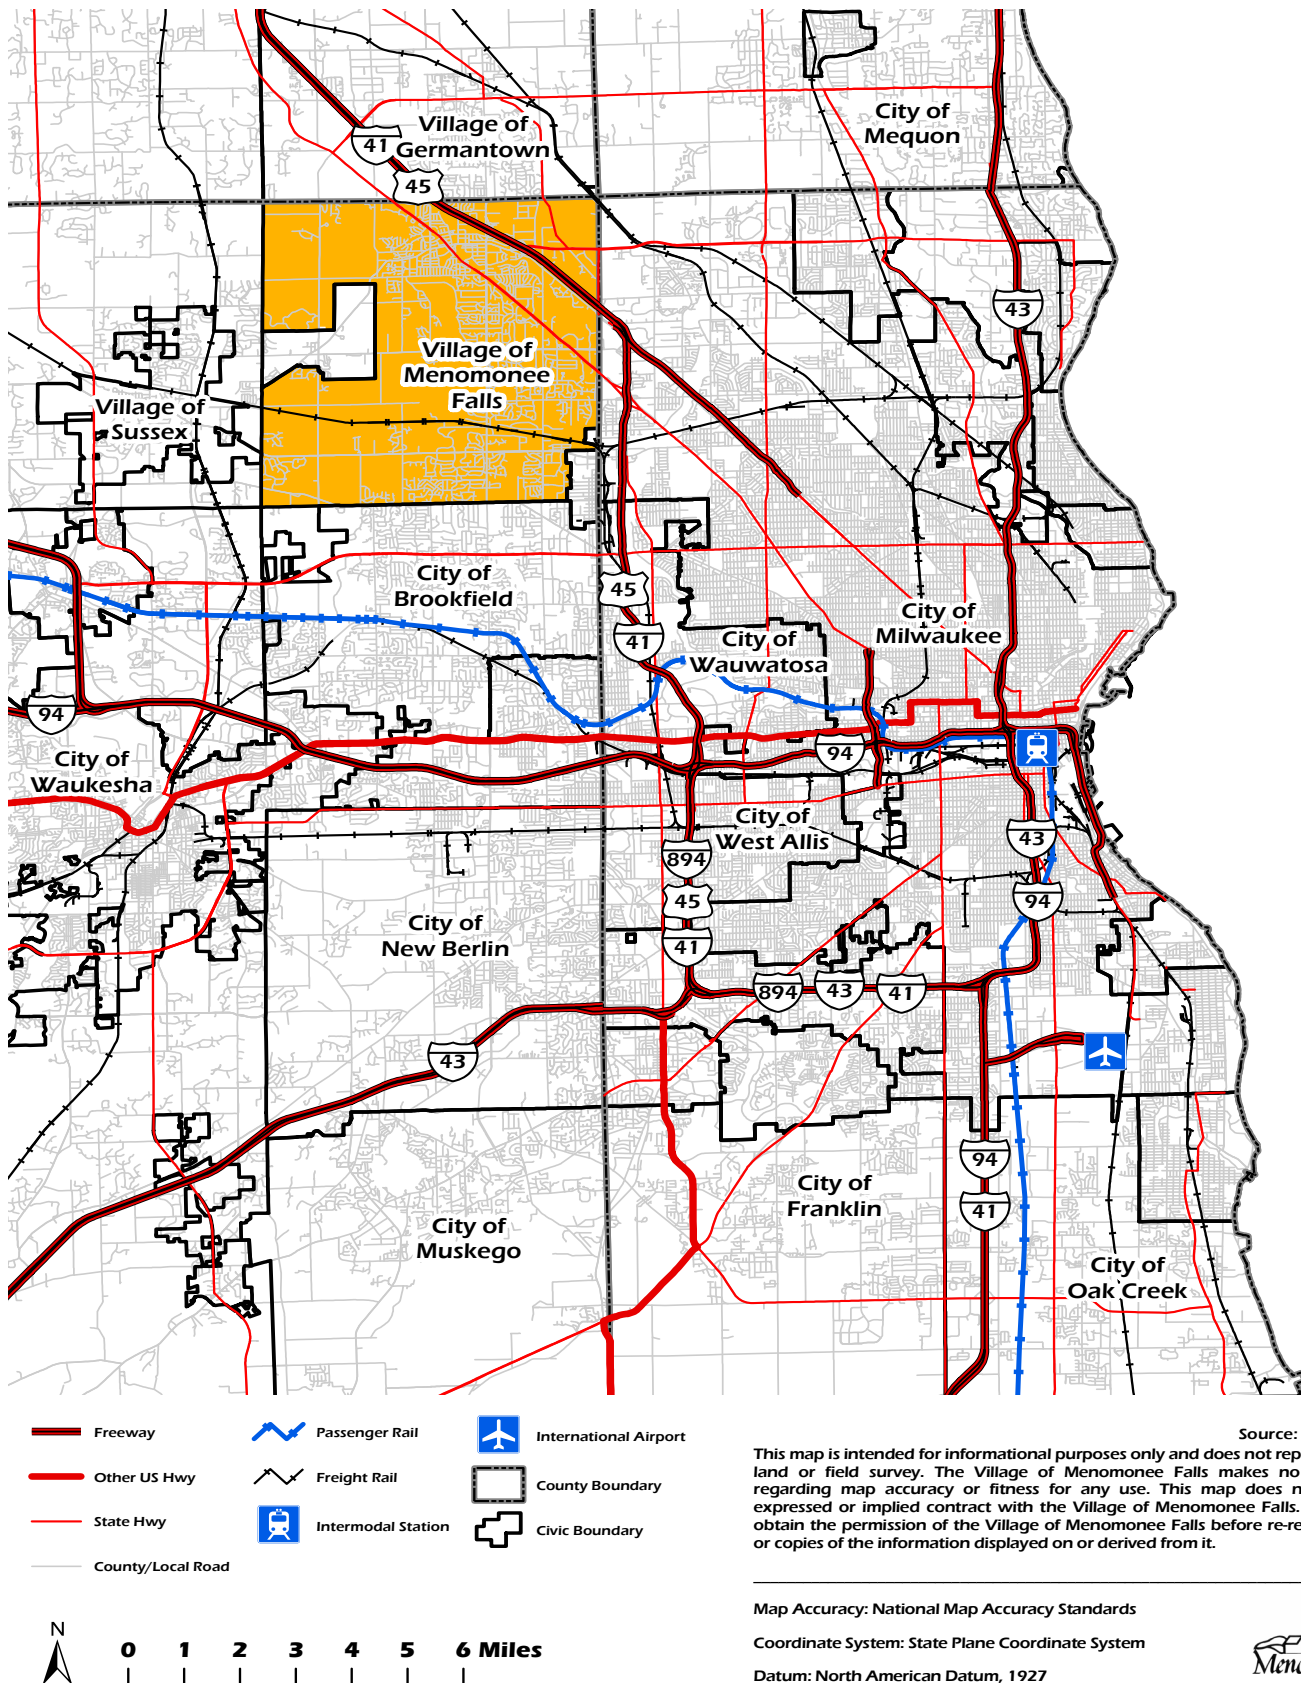 City of
Mequon
Village of
Germantown
41
45
43
Village of
Menomonee
Falls
Village of
Sussex
City of
Brookfield
45
41
City of
Milwaukee
City of
Wauwatosa
94
94
City of
Waukesha
City of
West Allis
43
894
94
45
City of
New Berlin
41
894
43
41
43
94
City of
Franklin
41
City of
Muskego
City of
Oak Creek
Freeway
Passenger Rail
International Airport
Other US Hwy
Freight Rail
County Boundary
State Hwy
Intermodal Station
Civic Boundary
County/Local Road
Source:
This map is intended for informational purposes only and does not rep
land or field survey. The Village of Menomonee Falls makes no
regarding map accuracy or fitness for any use. This map does n
expressed or implied contract with the Village of Menomonee Falls.
obtain the permission of the Village of Menomonee Falls before re-re
or copies of the information displayed on or derived from it.
Map Accuracy: National Map Accuracy Standards
Coordinate System: State Plane Coordinate System
Datum: North American Datum, 1927
N
0 1 2 3 4 5 6 Miles